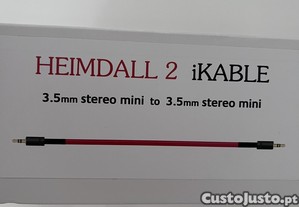 HEIMDALL 2 iKABLE
3.5mm stereo mini to 3.5mm stereo mini
CustoJusto.pt